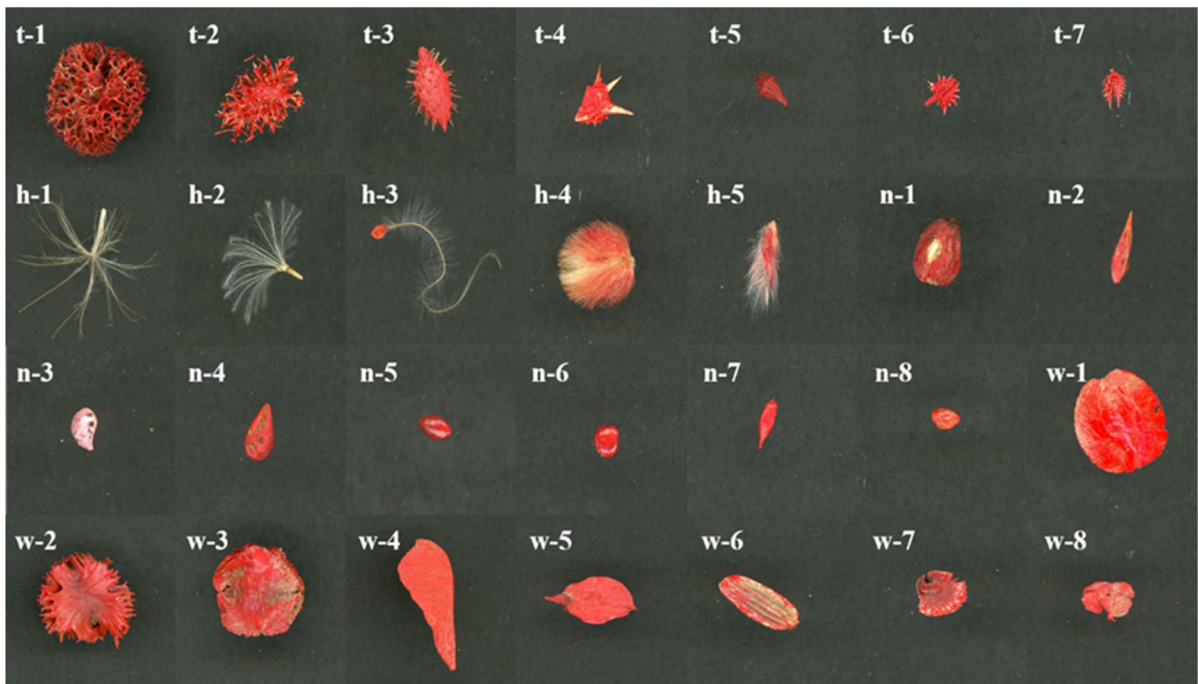 t-1 t-2 t-3 t-4 t-5 t-6 t-7
h-1 h-2 h-3 h-4 h-5 n-1 n-2
n-3 n-4 n-5 n-6 n-7 n-8 w-1
w-2 w-3 w-4 w-5 w-6 w-7 w-8